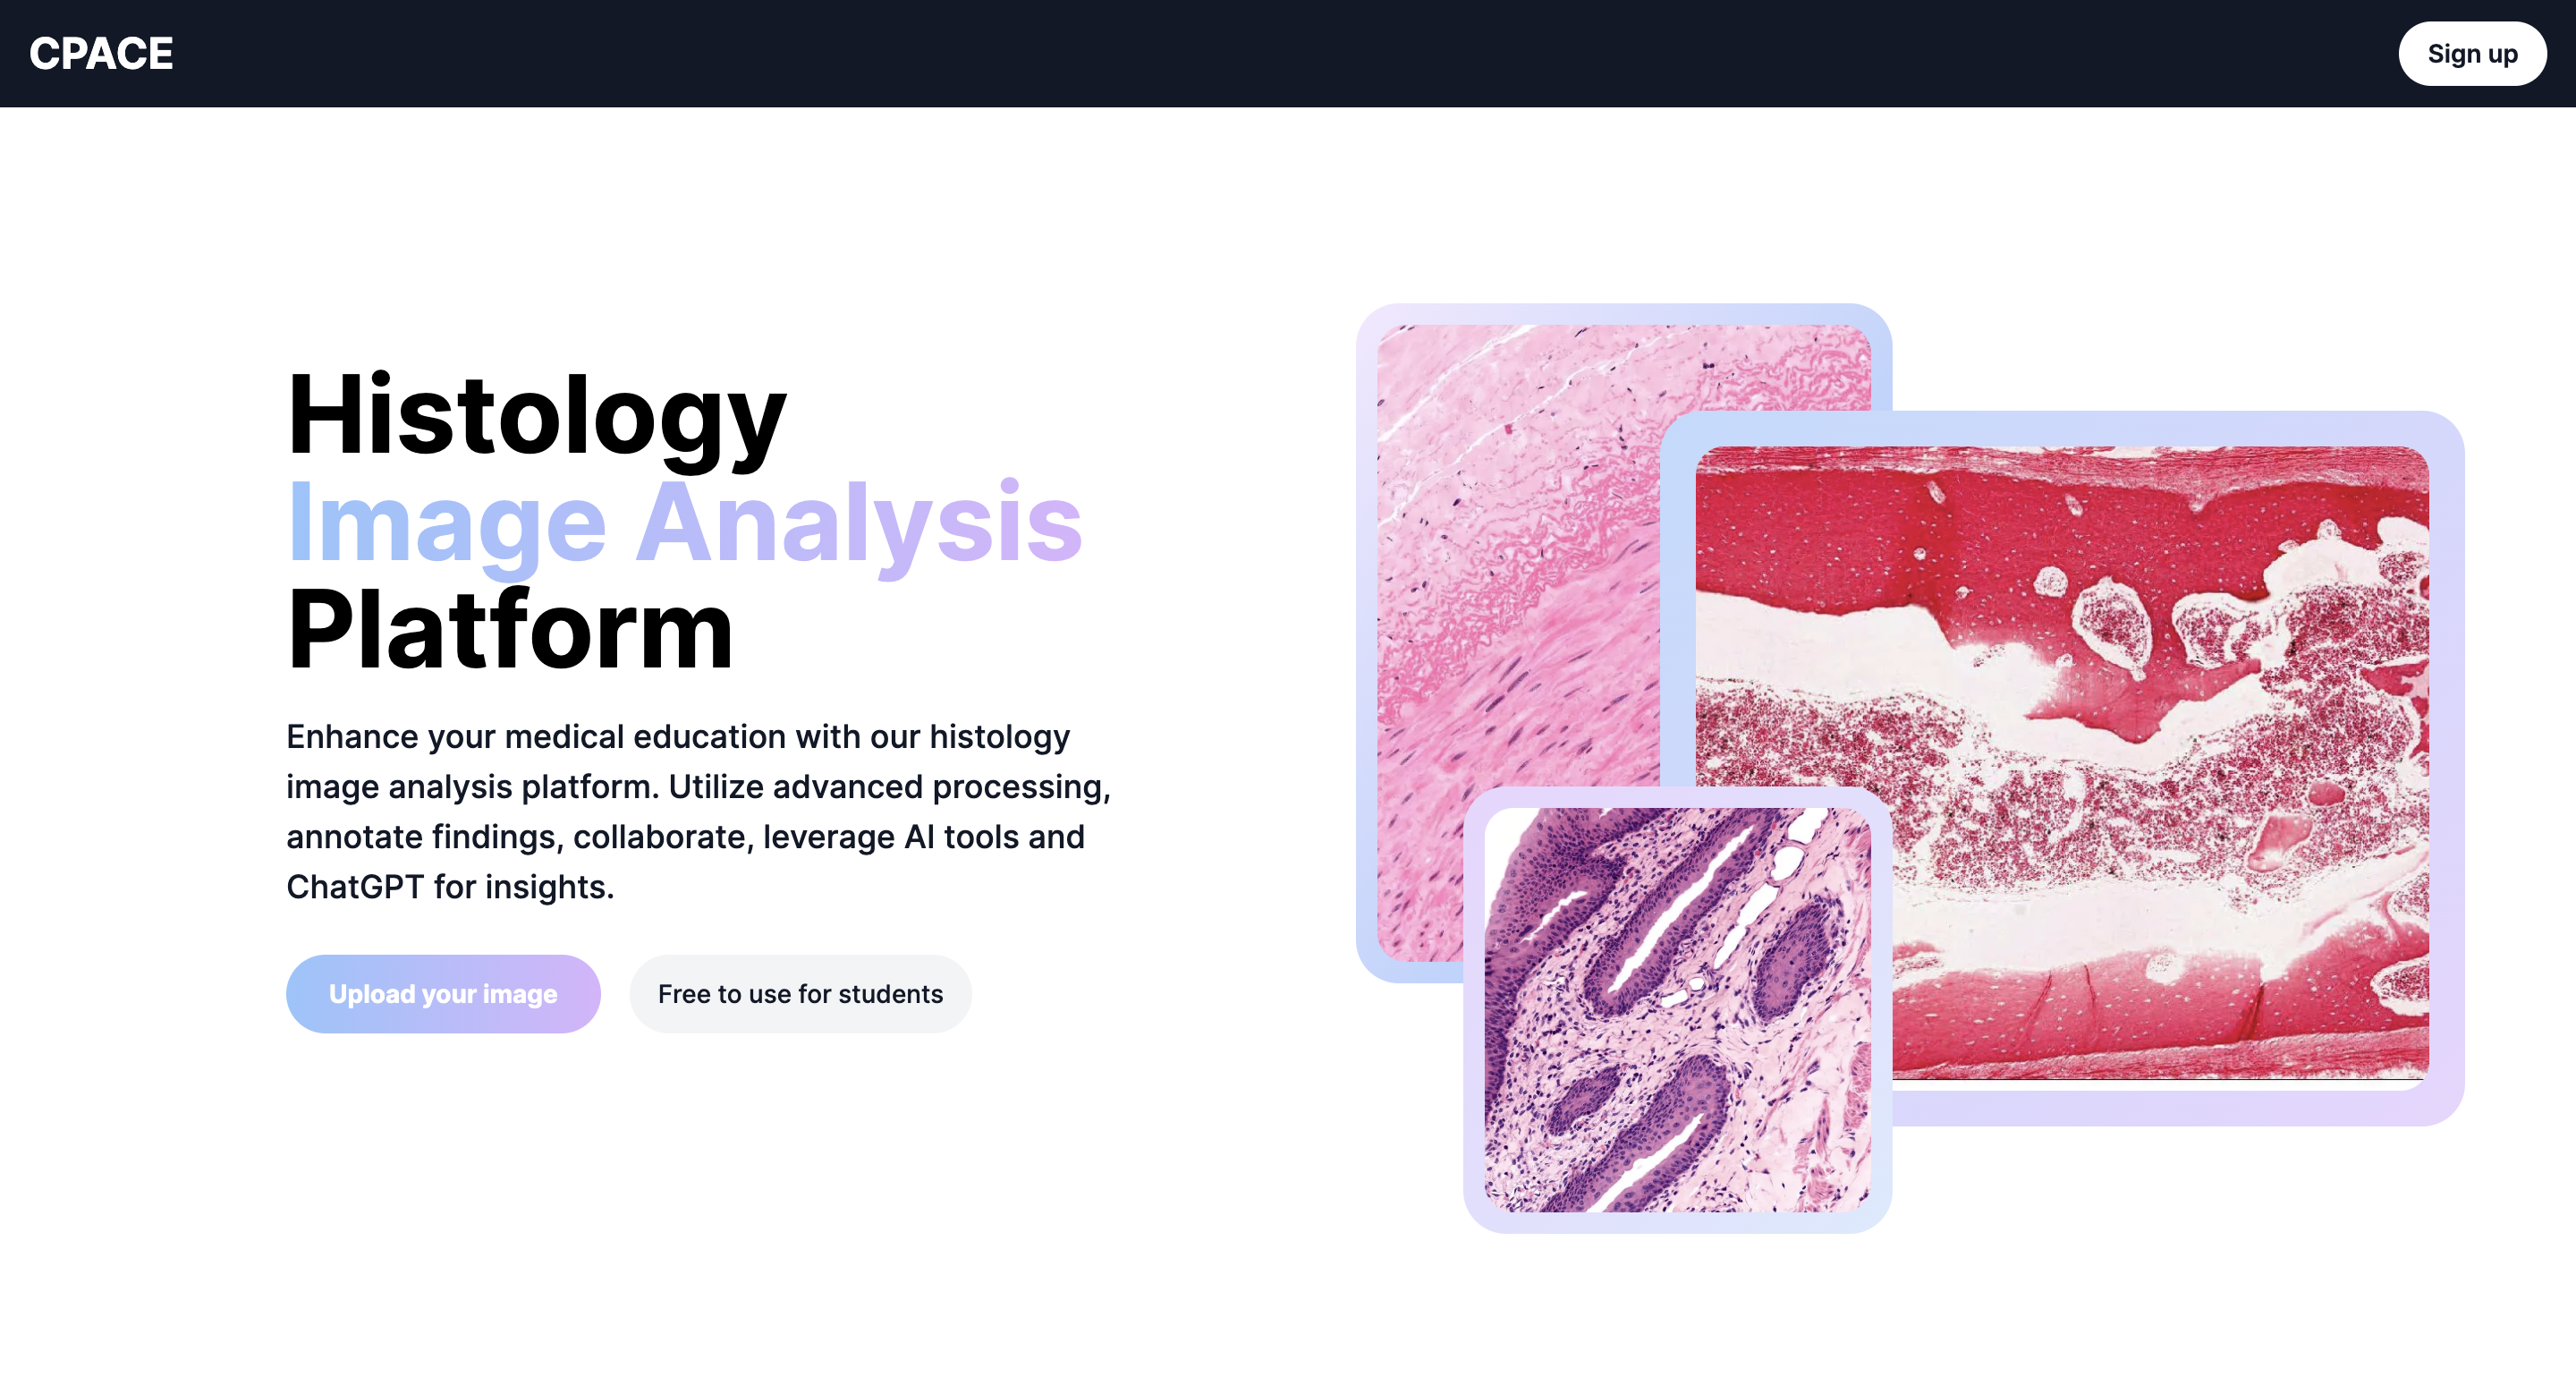 CPACE
Sign up
Histology
Image Analysis
Platform
Enhance your medical education with our histology
image analysis platform. Utilize advanced processing,
annotate findings, collaborate, leverage AI tools and
ChatGPT for insights.
Upload your image
Free to use for students